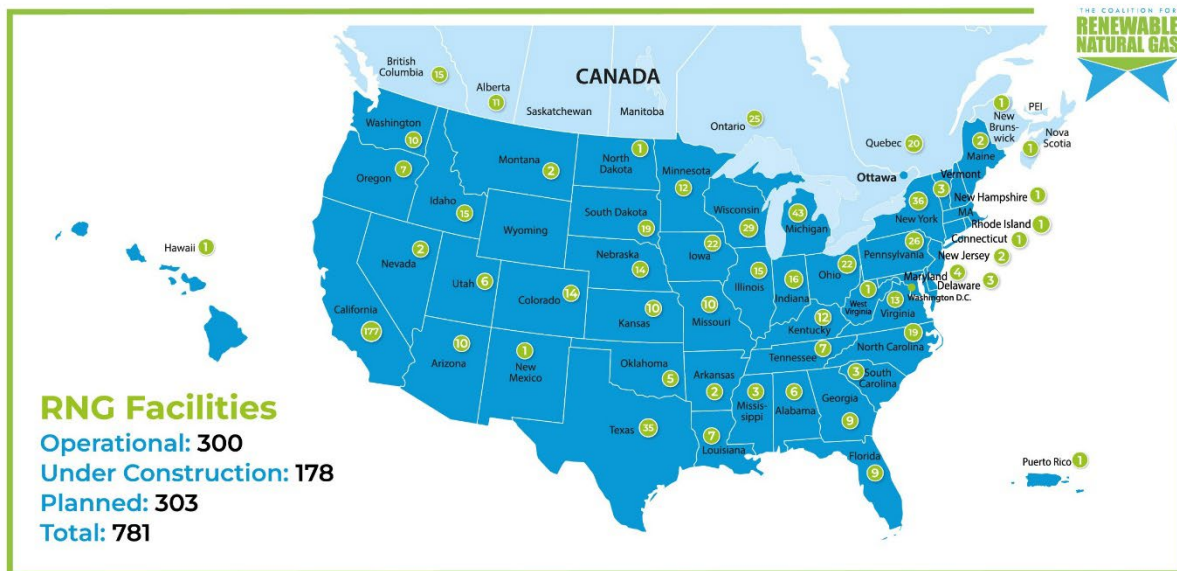 THE COALITION FOR
RENEWABLE
NATURAL GAS
CANADA
British
Columbia
15
Alberta
11
Saskatchewan
Manitoba
Ontario
25
Quebec
20
Ottawa
1
New
Bruns-
wick
PEI
Nova
Scotia
1
Washington
10
Oregon
7
Idaho
15
Montana
2
North
Dakota
1
Minnesota
12
Wisconsin
29
Michigan
43
New York
36
Vermont
3
Maine
2
New Hampshire
1
MA
Rhode Island
1
Connecticut
1
New Jersey
2
Maryland
4
Delaware
3
Washington D.C.
Pennsylvania
26
Hawaii
1
Nevada
2
Utah
6
Wyoming
South Dakota
19
Nebraska
14
Iowa
22
Illinois
15
Indiana
16
Ohio
22
West
Virginia
1
Virginia
13
California
177
Colorado
14
Kansas
10
Missouri
10
Kentucky
12
North Carolina
19
Tennessee
7
South
Carolina
3
Arizona
10
New
Mexico
1
Oklahoma
5
Arkansas
2
Missis-
sippi
3
Alabama
6
Georgia
9
Texas
35
Louisiana
7
Florida
9
Puerto Rico
1
RNG Facilities
Operational: 300
Under Construction: 178
Planned: 303
Total: 781